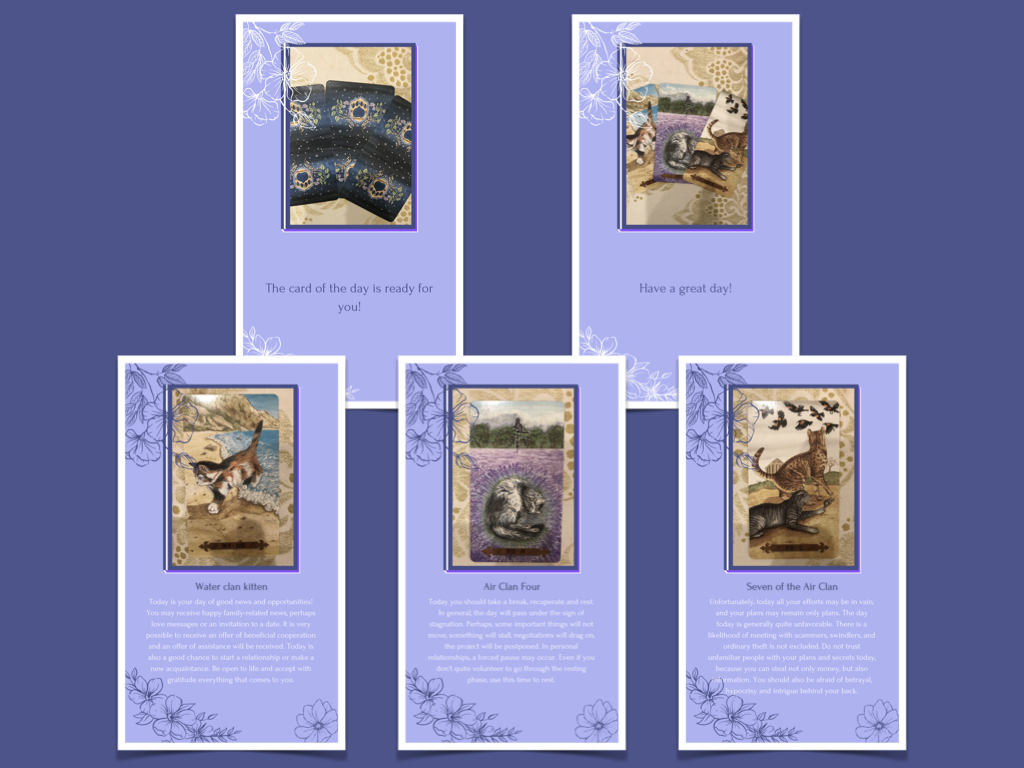 The card of the day is ready for
you!
Have a great day!
Water clan kitten
Today is your day of good news and opportunities!
You may receive happy family-related news, perhaps
love messages or an invitation to a date. It is very
possible to receive an offer of beneficial cooperation
and an offer of assistance will be received. Today is
also a good chance to start a relationship or make a
new acquaintance. Be open to life and accept with
gratitude everything that comes to you.
Air Clan Four
Today you should take a break, recuperate and rest.
In general, the day will pass under the sign of
stagnation. Perhaps, some important things will not
move, something will stall, negotiations will drag on,
the project will be postponed. In personal
relationships, a forced pause may occur. Even if you
don't quite volunteer to go through the resting
phase, use this time to rest.
Seven of the Air Clan
Unfortunately, today all your efforts may be in vain,
and your plans may remain only plans. The day
today is generally quite unfavorable. There is a
likelihood of meeting with scammers, swindlers, and
ordinary theft is not excluded. Do not trust
unfamiliar people with your plans and secrets today,
because you can steal not only money, but also
information. You should also be afraid of betrayal,
hypocrisy and intrigue behind your back.